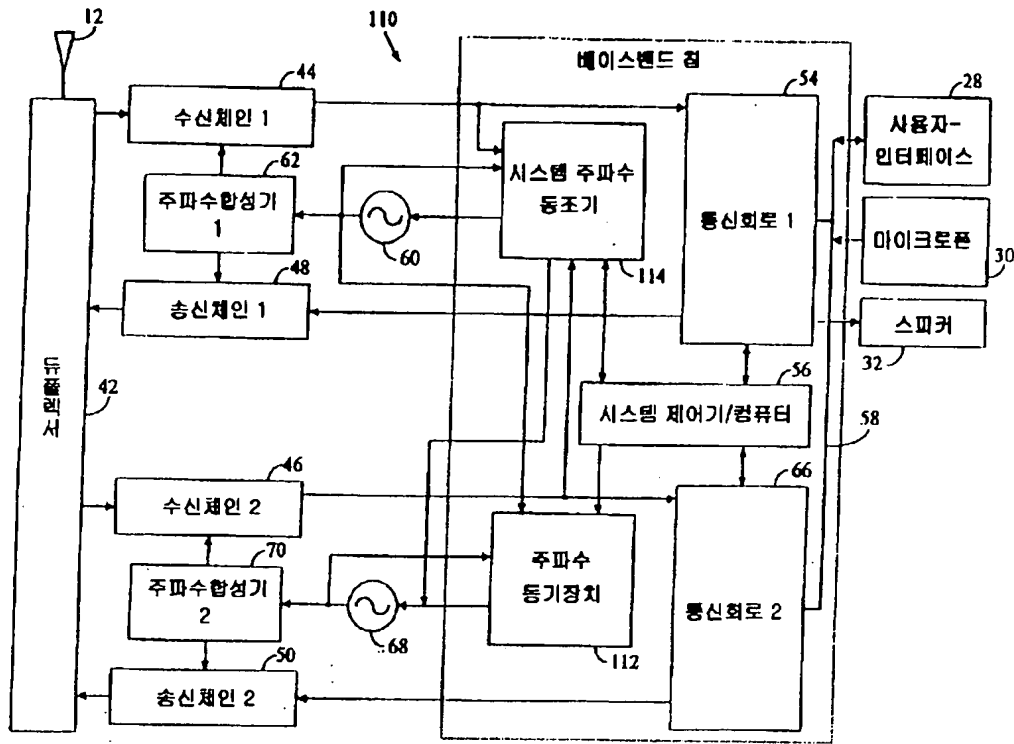 12
110
베이스밴드 칩
44
수신체인 1
54
28
사용자-
인터페이스
62
시스템 주파수
동조기
주파수합성기
1
60
통신회로 1
마이크로폰
30
114
48
송신체인 1
스피커
32
듀플렉서
42
56
시스템 제어기/컴퓨터
58
46
수신체인 2
66
70
주파수합성기
2
68
주파수
동기장치
통신회로 2
112
50
송신체인 2